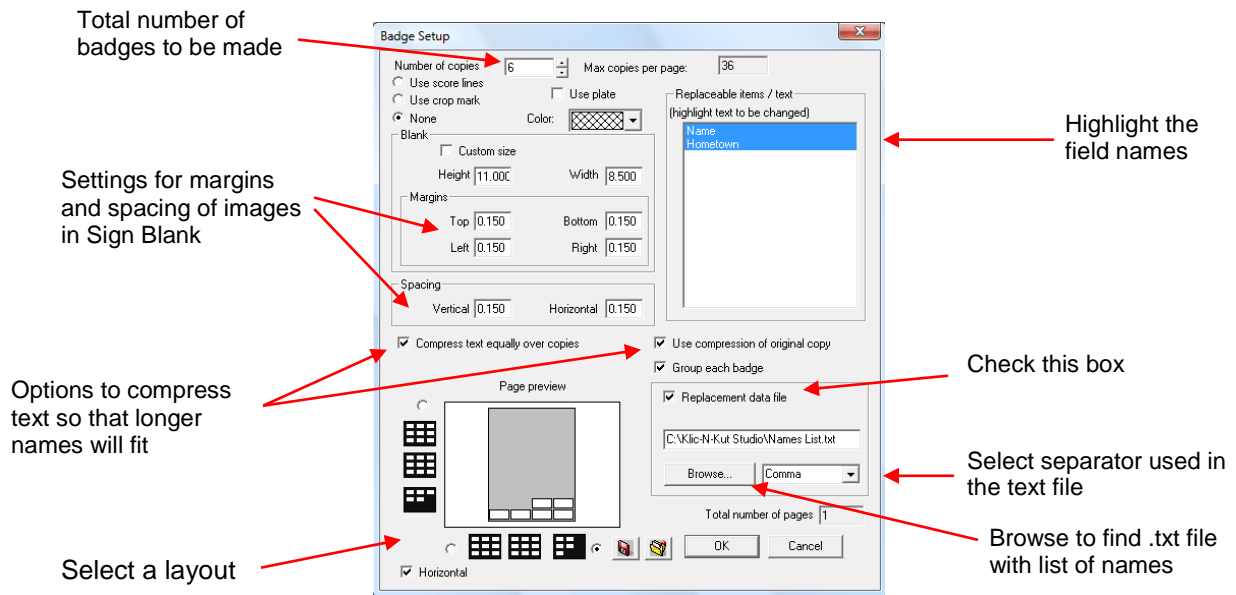 Total number of
badges to be made
Badge Setup
Number of copies 6 Max copies per page: 36
Use score lines
Use crop mark Use plate
None Color:
Replaceable items / text
(highlight text to be changed)
Name
Hometown
Highlight the
field names
Blank
Custom size
Height 11.000 Width 8.500
Margins
Top 0.150 Bottom 0.150
Left 0.150 Right 0.150
Settings for margins
and spacing of images
in Sign Blank
Spacing
Vertical 0.150 Horizontal 0.150
Compress text equally over copies
Use compression of original copy
Group each badge
Check this box
Options to compress
text so that longer
names will fit
Page preview
Replacement data file
C:\Klic-N-Kut Studio\Names List.txt
Browse... Comma
Select separator used in
the text file
Total number of pages 1
Browse to find .txt file
with list of names
OK Cancel
Select a layout
Horizontal